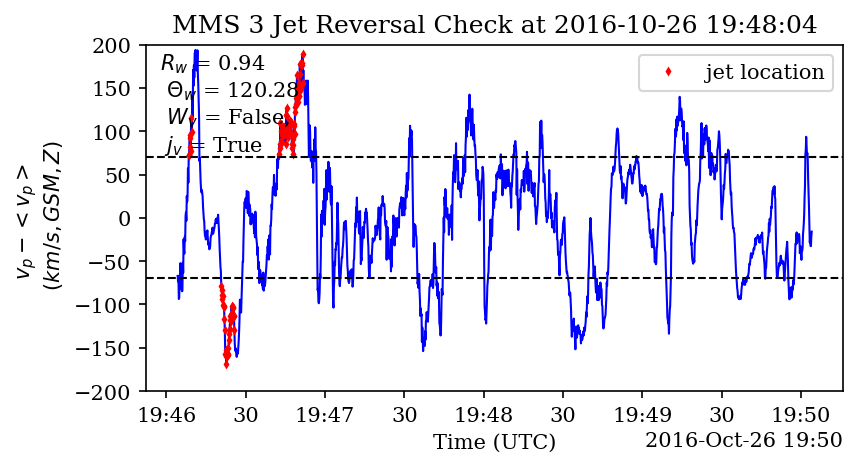 MMS 3 Jet Reversal Check at 2016-10-26 19:48:04
R_w = 0.94
Θ_w = 120.28
W_v = False
j_v = True
jet location
v_p − <v_p>
(km/s, GSM, Z)
200
150
100
50
0
−50
−100
−150
−200
19:46 30 19:47 30 19:48 30 19:49 30 19:50
Time (UTC)
2016-Oct-26 19:50